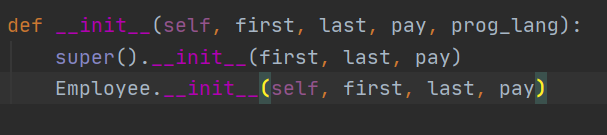 def __init__(self, first, last, pay, prog_lang):
    super().__init__(first, last, pay)
    Employee.__init__(self, first, last, pay)